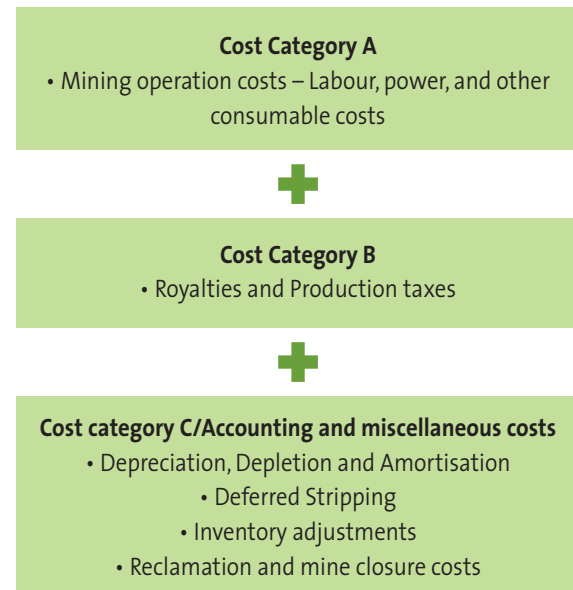 Cost Category A
• Mining operation costs – Labour, power, and other
consumable costs
Cost Category B
• Royalties and Production taxes
Cost category C/Accounting and miscellaneous costs
• Depreciation, Depletion and Amortisation
• Deferred Stripping
• Inventory adjustments
• Reclamation and mine closure costs